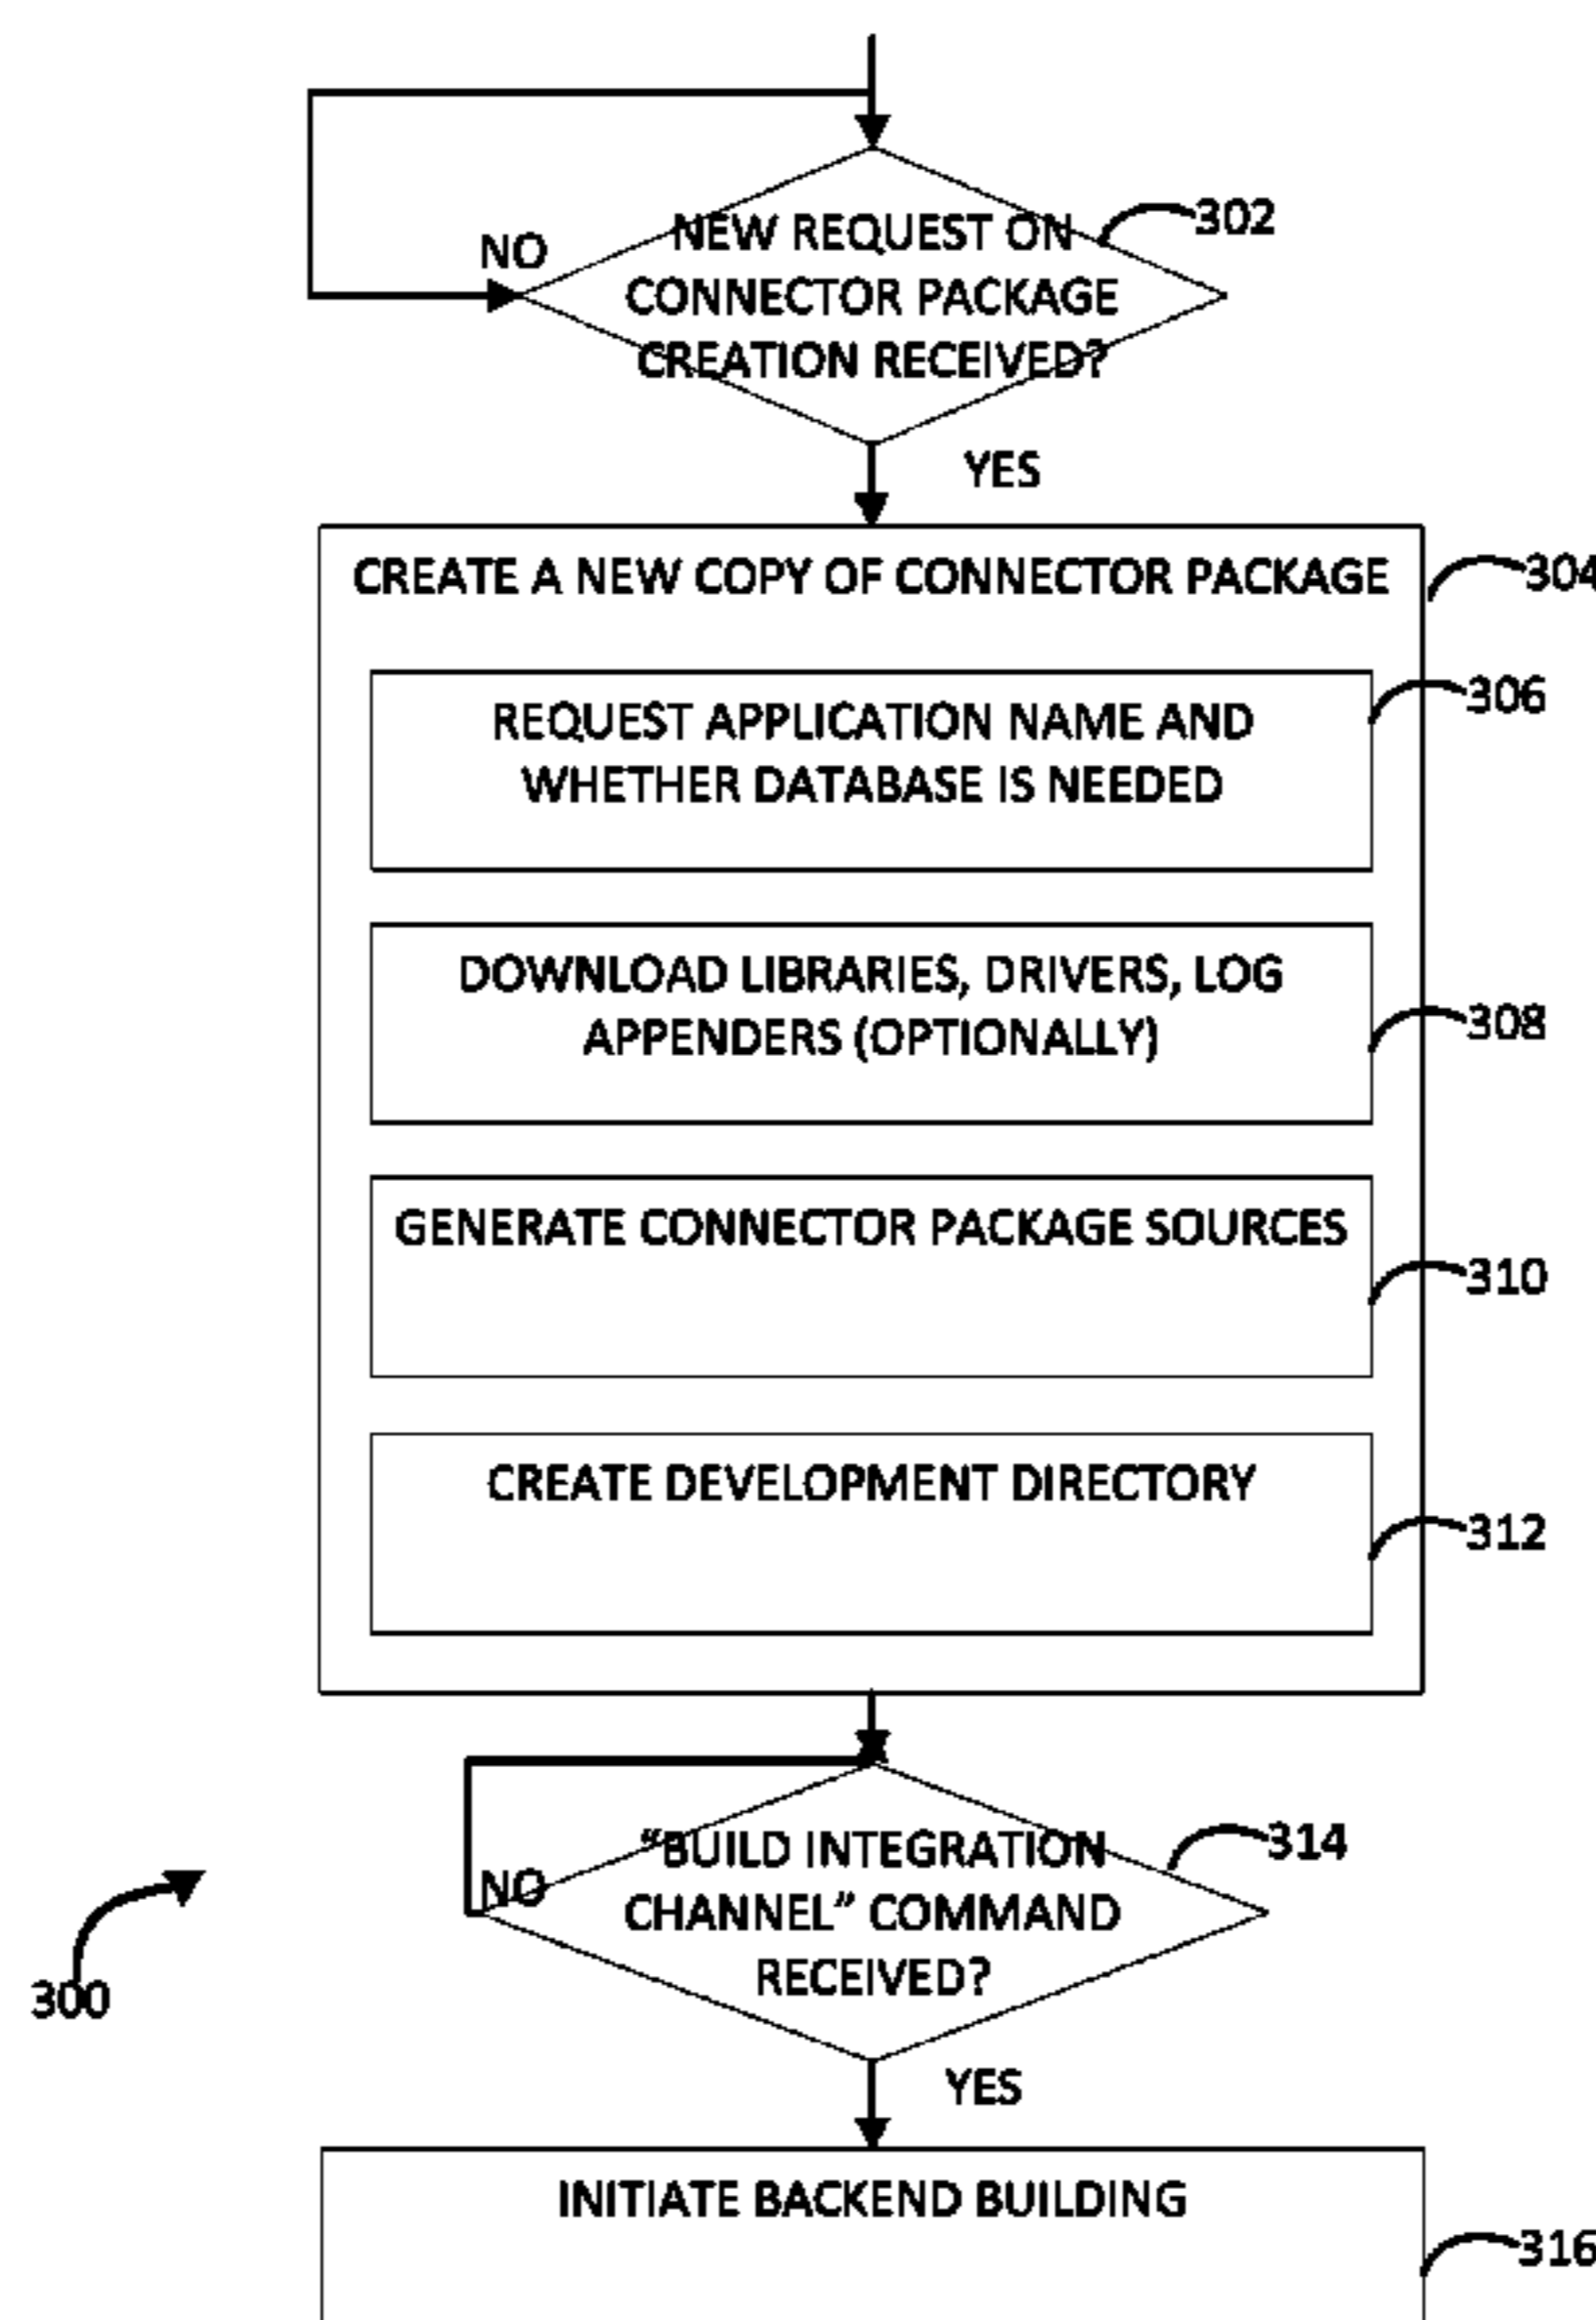 NEW REQUEST ON
302
NO
CONNECTOR PACKAGE
CREATION RECEIVED?
YES
CREATE A NEW COPY OF CONNECTOR PACKAGE
304
REQUEST APPLICATION NAME AND
306
WHETHER DATABASE IS NEEDED
DOWNLOAD LIBRARIES, DRIVERS, LOG
APPENDERS (OPTIONALLY)
308
GENERATE CONNECTOR PACKAGE SOURCES
310
CREATE DEVELOPMENT DIRECTORY
312
“BUILD INTEGRATION
314
NO
CHANNEL” COMMAND
RECEIVED?
300
YES
INITIATE BACKEND BUILDING
316